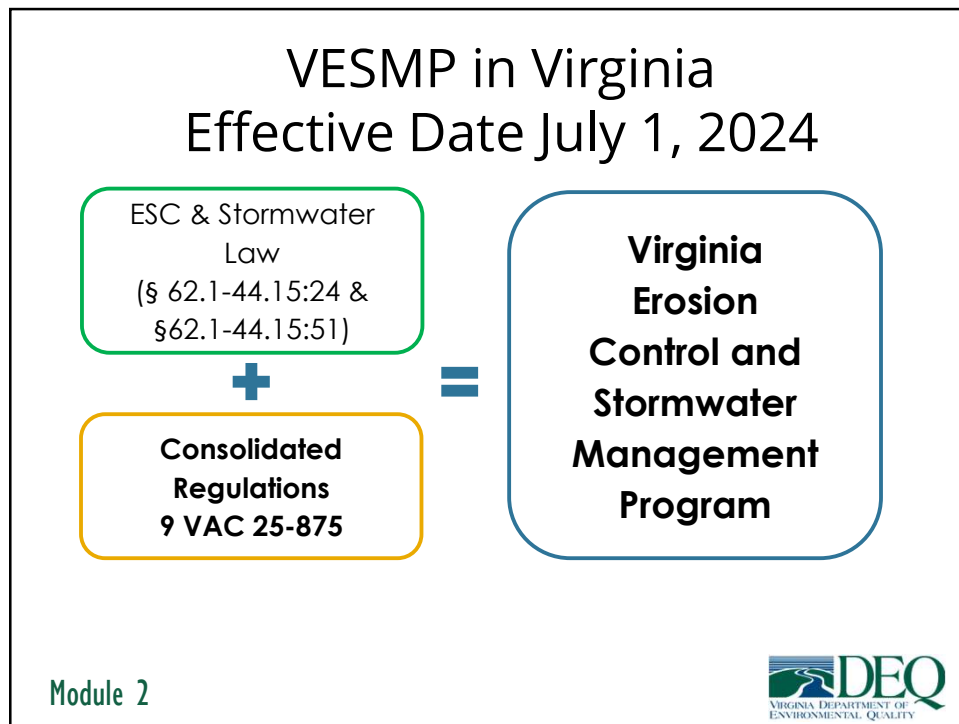 VESMP in Virginia
Effective Date July 1, 2024
ESC & Stormwater
Law
(§ 62.1-44.15:24 &
§62.1-44.15:51)
+
Consolidated
Regulations
9 VAC 25-875
=
Virginia
Erosion
Control and
Stormwater
Management
Program
Module 2
DEQ
VIRGINIA DEPARTMENT OF
ENVIRONMENTAL QUALITY